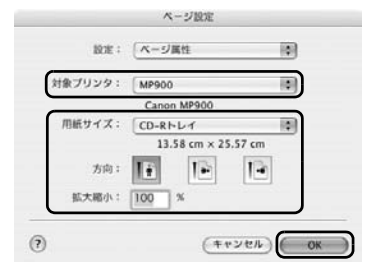 ページ設定
設定： ページ属性
対象プリンタ： MP900
Canon MP900
用紙サイズ： CD-Rトレイ
13.58 cm × 25.57 cm
方向：
拡大縮小： 100 %
? キャンセル OK